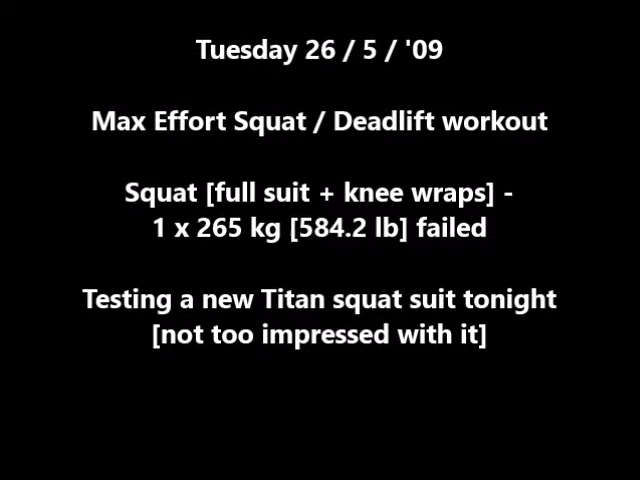 Tuesday 26 / 5 / '09
Max Effort Squat / Deadlift workout
Squat [full suit + knee wraps] -
1 x 265 kg [584.2 lb] failed
Testing a new Titan squat suit tonight
[not too impressed with it]